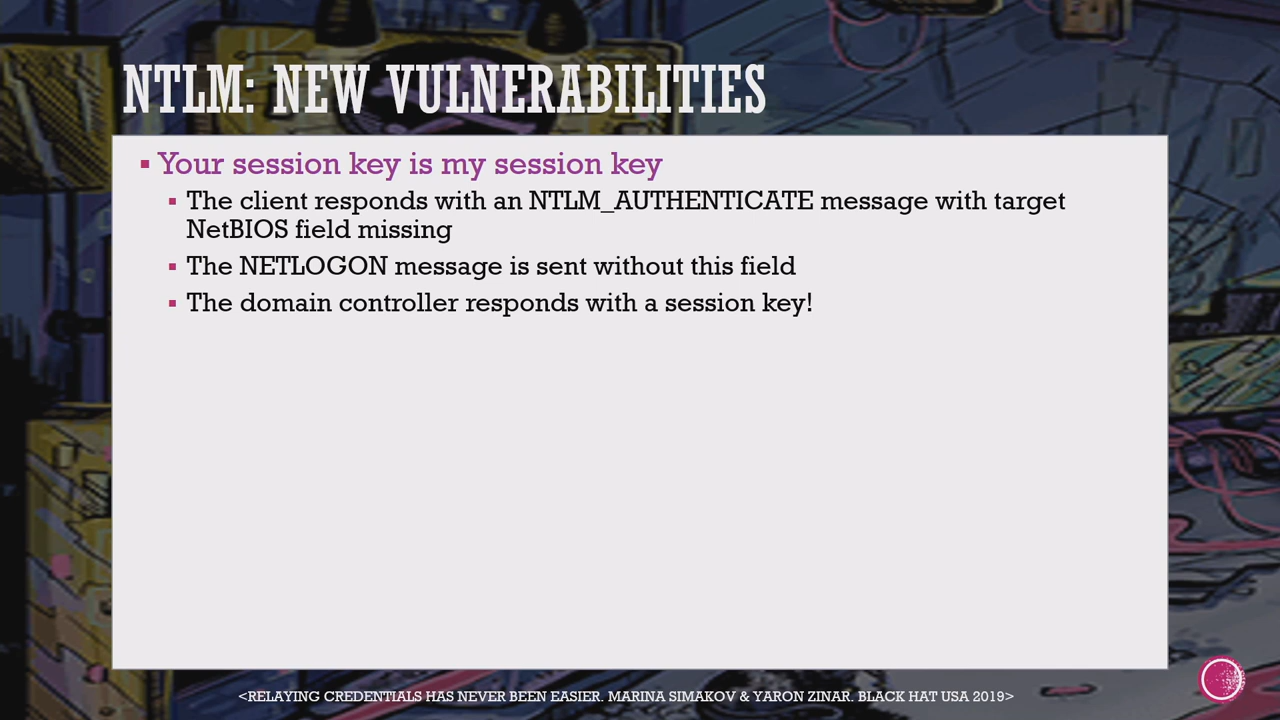 NTLM: NEW VULNERABILITIES
▪ Your session key is my session key
▪ The client responds with an NTLM_AUTHENTICATE message with target
NetBIOS field missing
▪ The NETLOGON message is sent without this field
▪ The domain controller responds with a session key!
<RELAYING CREDENTIALS HAS NEVER BEEN EASIER. MARINA SIMAKOV & YARON ZINAR. BLACK HAT USA 2019>